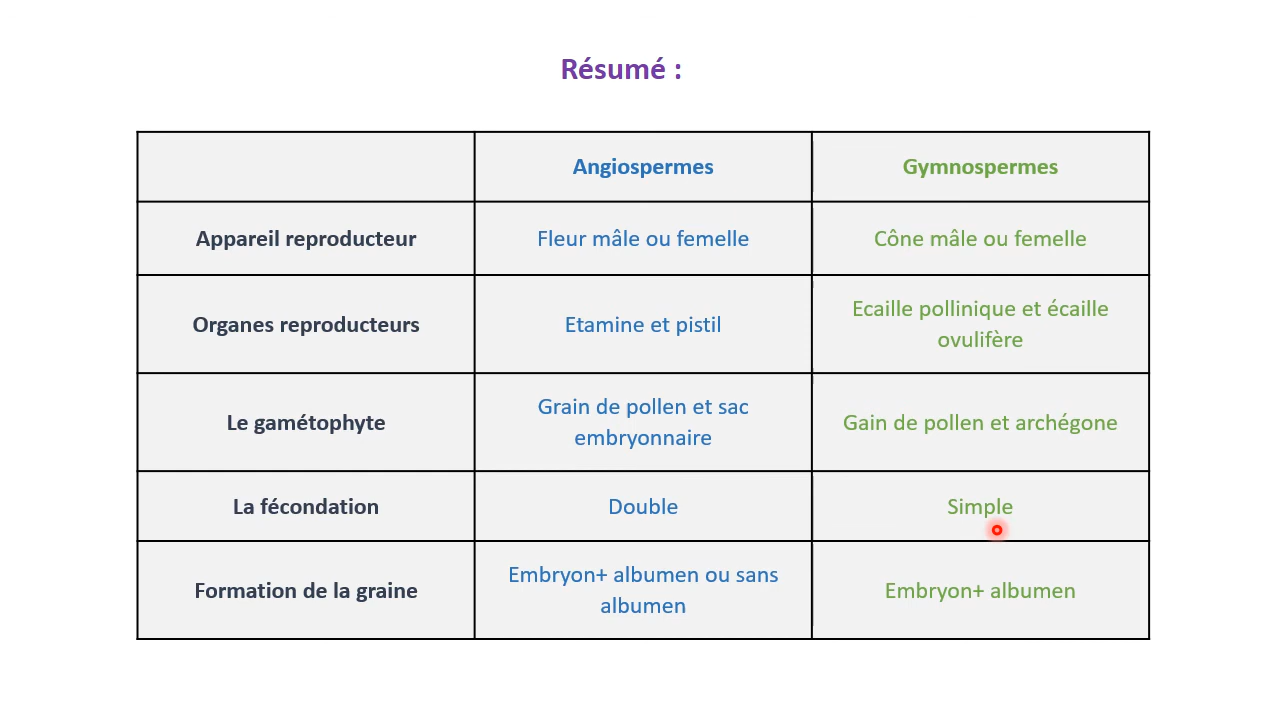 Résumé :
Angiospermes
Gymnospermes
Appareil reproducteur
Fleur mâle ou femelle
Cône mâle ou femelle
Organes reproducteurs
Etamine et pistil
Ecaille pollinique et écaille
ovulifère
Le gamétophyte
Grain de pollen et sac
embryonnaire
Gain de pollen et archégone
La fécondation
Double
Simple
Formation de la graine
Embryon+ albumen ou sans
albumen
Embryon+ albumen